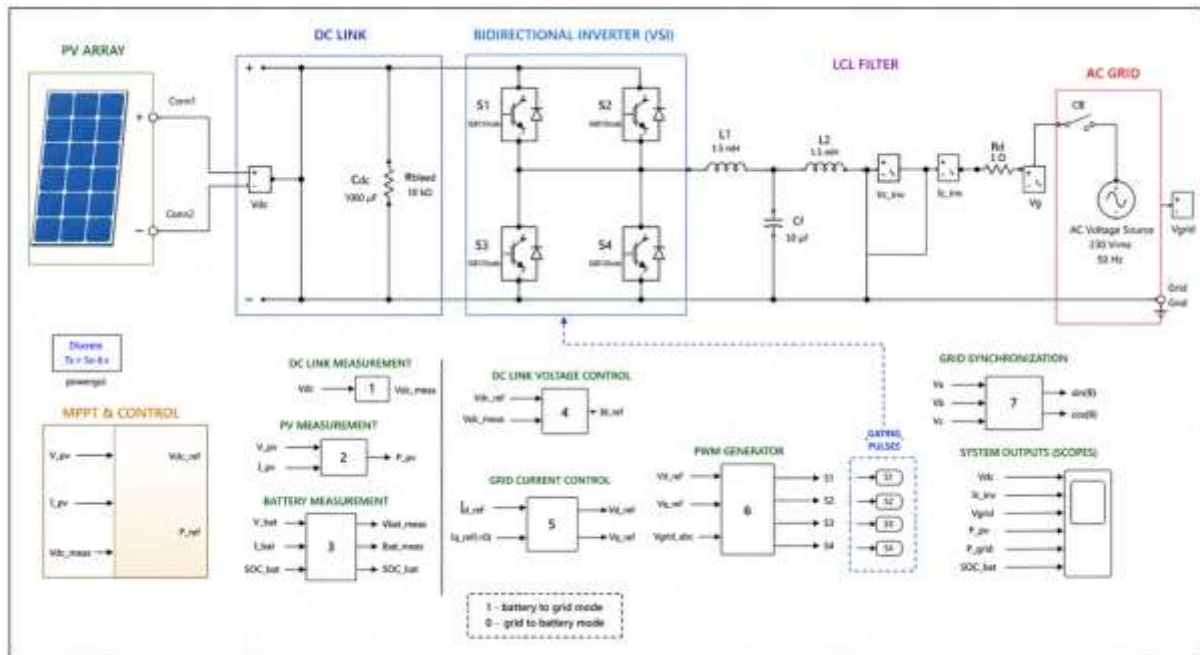 PV ARRAY
DC LINK
BIDIRECTIONAL INVERTER (VSI)
LCL FILTER
AC GRID
Conn1
Conn2
+
-
Vdc
+
-
Cdc
Rbleed
10 kΩ
S1
S2
S3
S4
L1
1.5 mH
L2
1.5 mH
Cf
10 μF
Rd
1 Ω
Vg
CB
AC Voltage Source
230 Vrms
50 Hz
Vgrid
Grid
Gnd
Discrete
powergui
MPPT & CONTROL
V_pv
I_pv
Vdc_meas
Vdc_ref
P_ref
DC LINK MEASUREMENT
Vdc
1
Vdc_meas
PV MEASUREMENT
V_pv
I_pv
2
P_pv
BATTERY MEASUREMENT
V_bat
I_bat
SOC_bat
3
Vbat_meas
Ibat_meas
SOC_bat
DC LINK VOLTAGE CONTROL
Vdc_ref
Vdc_meas
4
GRID CURRENT CONTROL
Iq_ref(=0)
5
Vd_ref
Vq_ref
PWM GENERATOR
Vd_ref
Vq_ref
Vgrid_abc
6
S1
S2
S3
S4
GATING
PULSES
S1
S2
S3
S4
GRID SYNCHRONIZATION
Va
Vb
Vc
7
sin(θ)
cos(θ)
SYSTEM OUTPUTS (SCOPES)
Vdc
Vgrid
P_pv
P_grid
SOC_bat
1 - battery to grid mode
0 - grid to battery mode